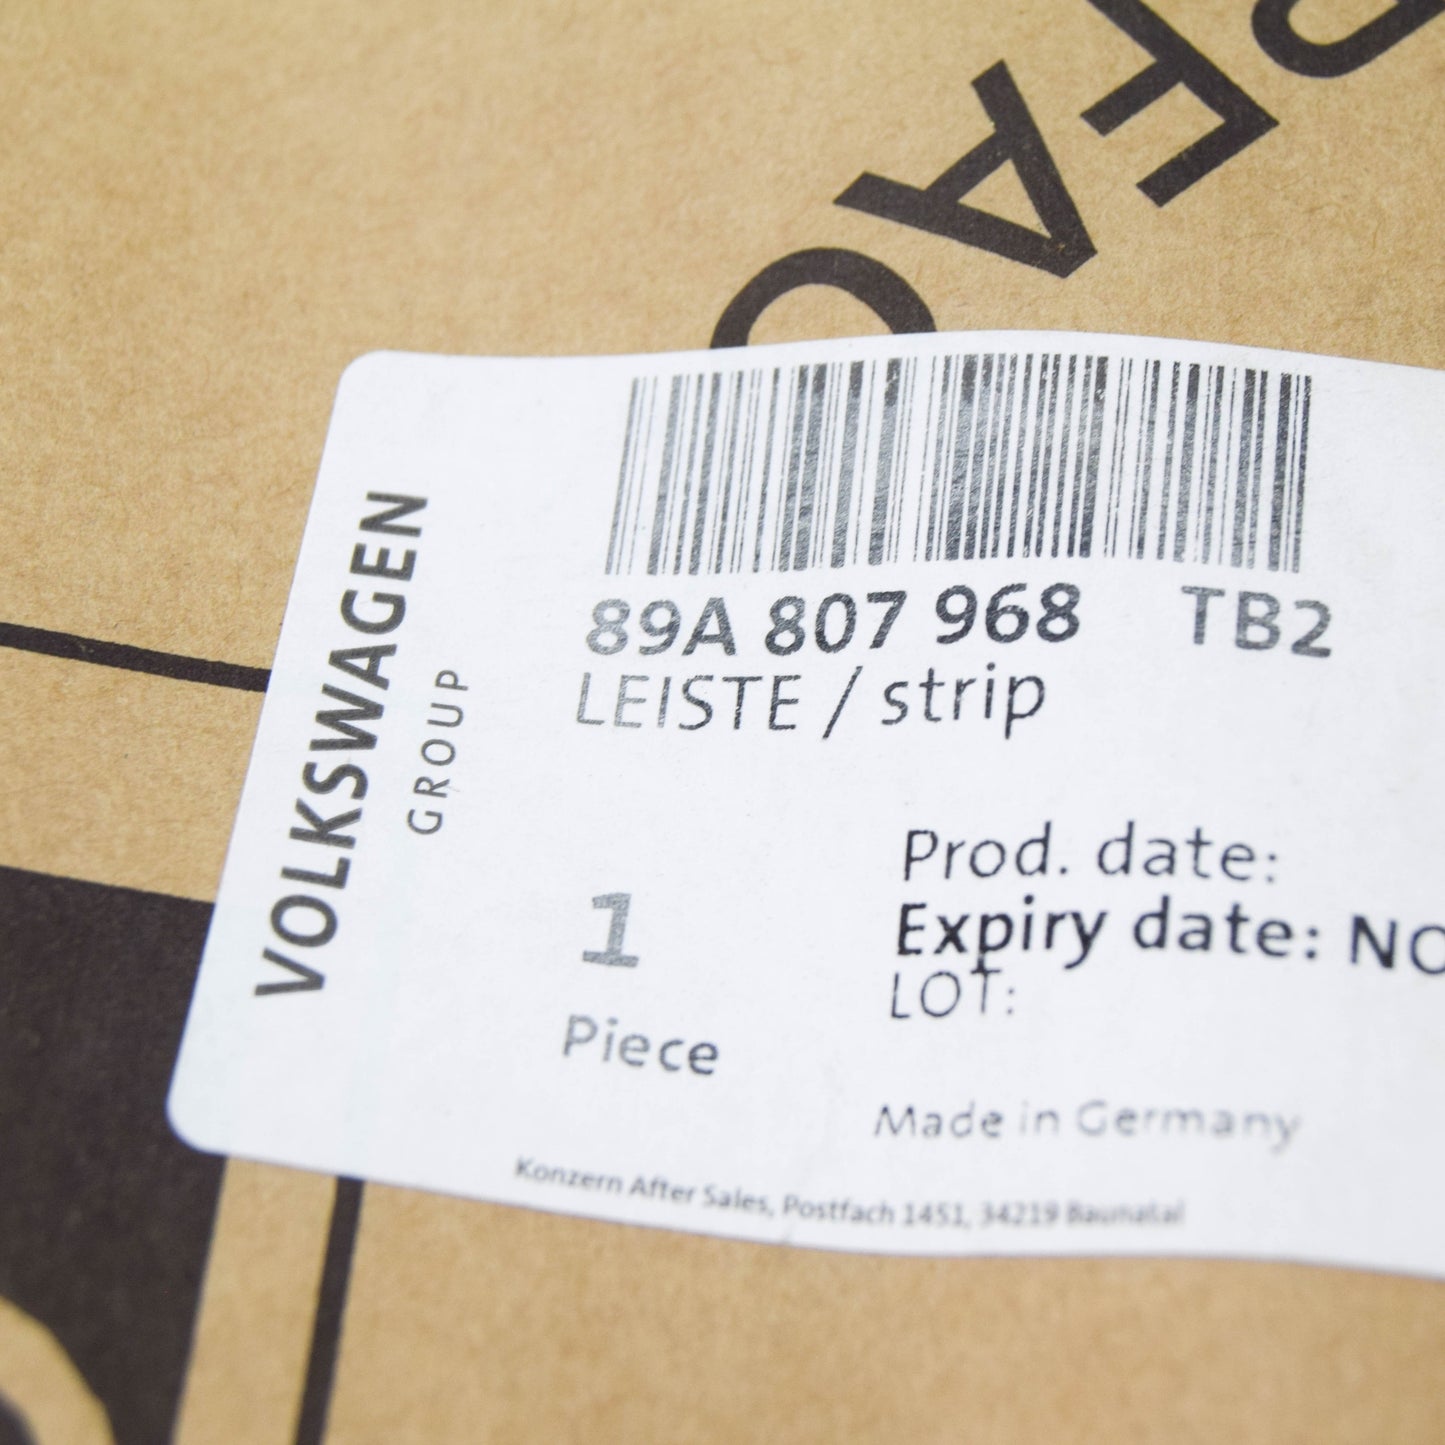 VOLKSWAGEN
GROUP
89A 807 968 TB2
LEISTE / strip
Prod. date:
Expiry date: NO
LOT:
1
Piece
Made in Germany
Konzern After Sales, Postfach 1451, 34219 Baunatal